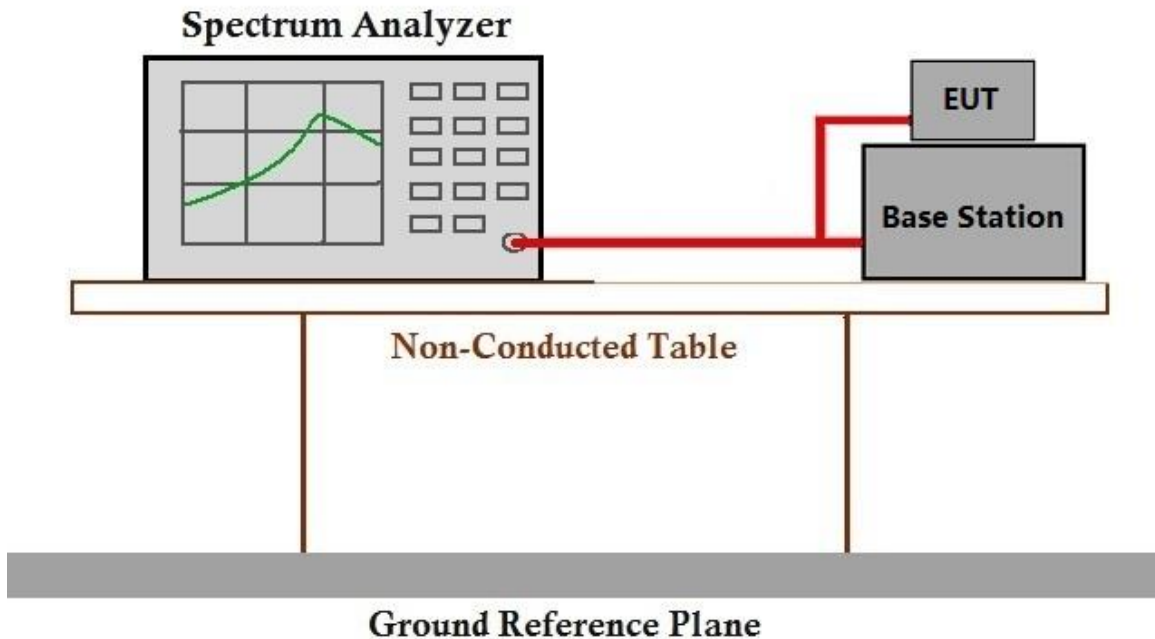 Spectrum Analyzer
EUT
Base Station
Non-Conducted Table
Ground Reference Plane